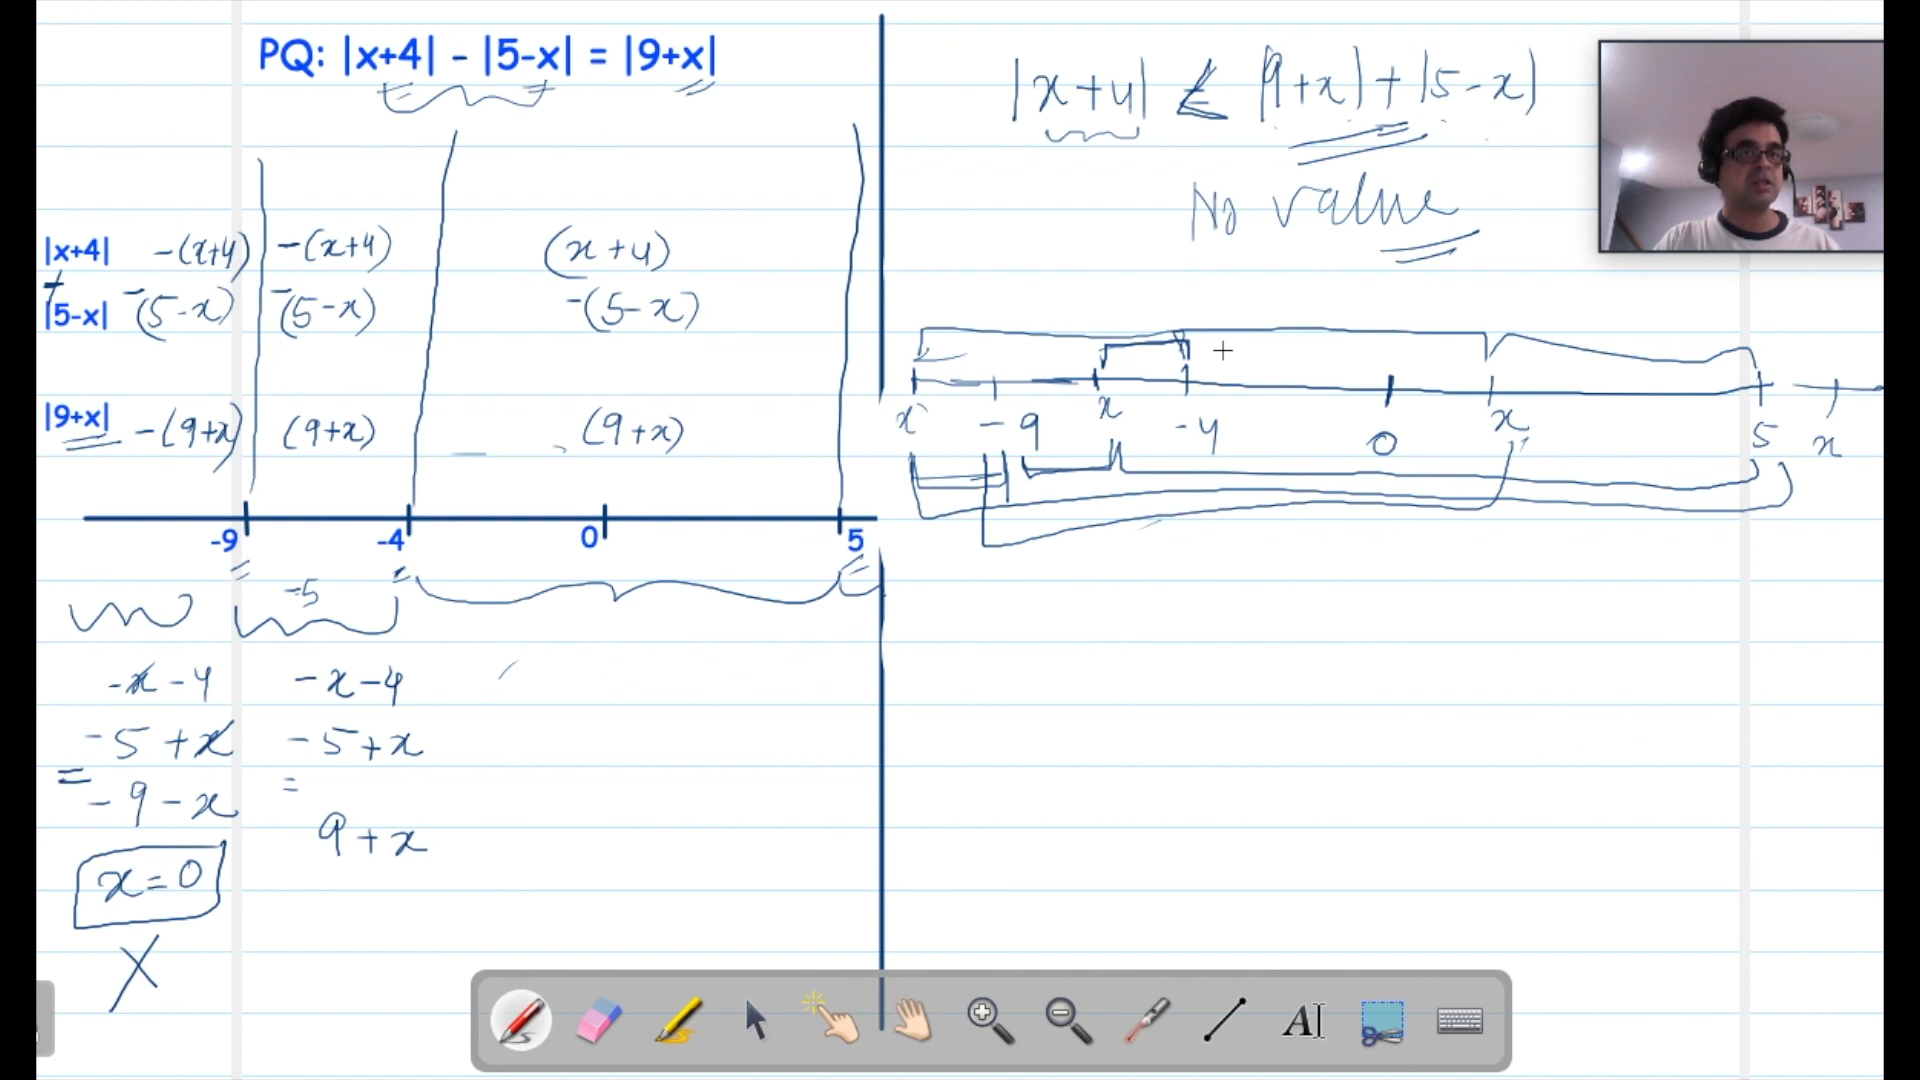 PQ: |x+4| - |5-x| = |9+x|
|x+4| -(x+4) -(x+4) (x+4)
+
|5-x| -(5-x) -(5-x) -(5-x)
|9+x| -(9+x) (9+x) (9+x)
-9 -4 0 5
-5
-x-4 -x-4
-5+x -5+x
= =
-9-x 9+x
x=0
X
|x+4| ≤ |9+x|+|5-x|
No value
x -9 x -4 0 x 5 x
AI